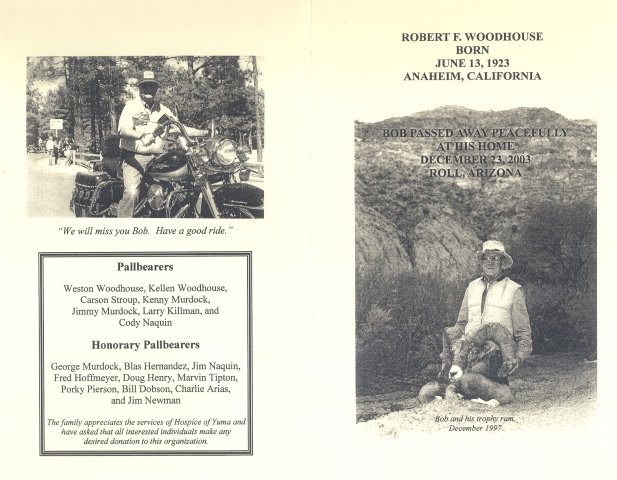 "We will miss you Bob. Have a good ride."
Pallbearers
Weston Woodhouse, Kellen Woodhouse,
Carson Stroup, Kenny Murdock,
Jimmy Murdock, Larry Killman, and
Cody Naquin
Honorary Pallbearers
George Murdock, Blas Hernandez, Jim Naquin,
Fred Hoffmeyer, Doug Henry, Marvin Tipton,
Porky Pierson, Bill Dobson, Charlie Arias,
and Jim Newman
The family appreciates the services of Hospice of Yuma and
have asked that all interested individuals make any
desired donation to this organization.
ROBERT F. WOODHOUSE
BORN
JUNE 13, 1923
ANAHEIM, CALIFORNIA
BOB PASSED AWAY PEACEFULLY
AT HIS HOME
DECEMBER 23, 2003
ROLL, ARIZONA
Bob and his trophy ram.
December 1997